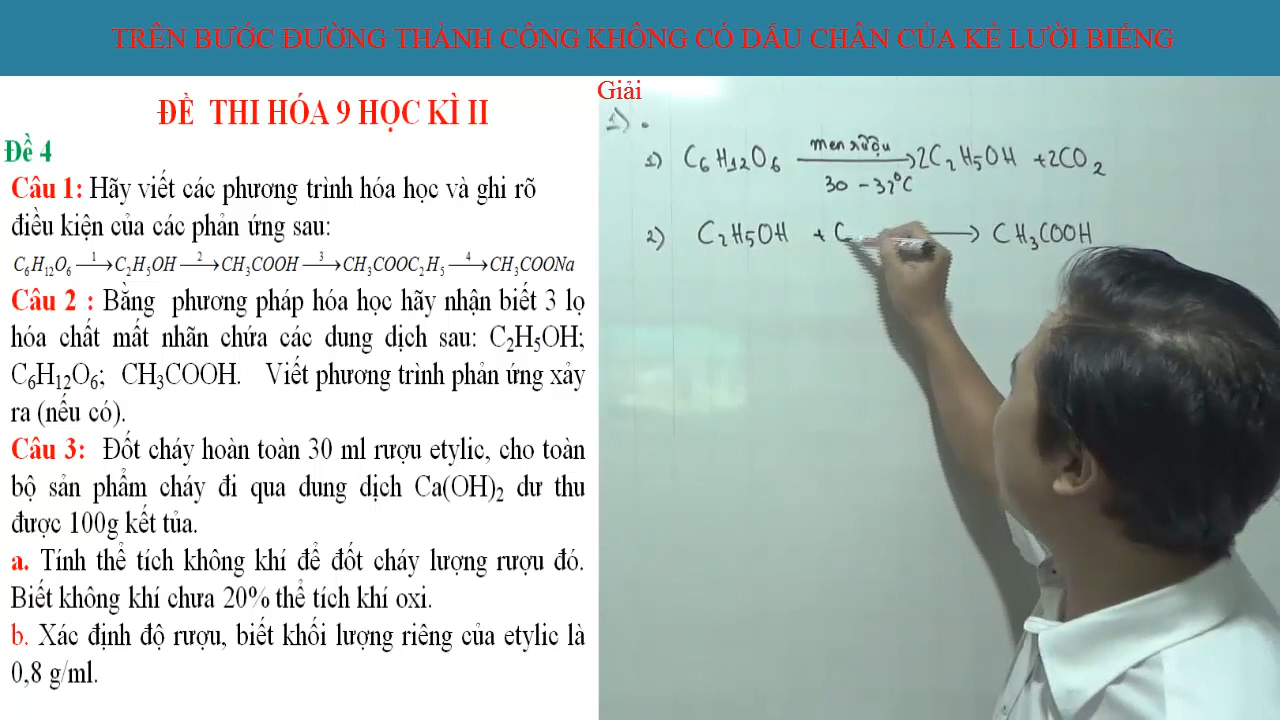 TRÊN BƯỚC ĐƯỜNG THÀNH CÔNG KHÔNG CÓ DẤU CHÂN CỦA KẺ LƯỜI BIẾNG
ĐỀ THI HÓA 9 HỌC KÌ II
Đề 4
Câu 1: Hãy viết các phương trình hóa học và ghi rõ
điều kiện của các phản ứng sau:
C₆H₁₂O₆ —1→ C₂H₅OH —2→ CH₃COOH —3→ CH₃COOC₂H₅ —4→ CH₃COONa
Câu 2 : Bằng phương pháp hóa học hãy nhận biết 3 lọ
hóa chất mất nhãn chứa các dung dịch sau: C₂H₅OH;
C₆H₁₂O₆; CH₃COOH. Viết phương trình phản ứng xảy
ra (nếu có).
Câu 3: Đốt cháy hoàn toàn 30 ml rượu etylic, cho toàn
bộ sản phẩm cháy đi qua dung dịch Ca(OH)₂ dư thu
được 100g kết tủa.
a. Tính thể tích không khí để đốt cháy lượng rượu đó.
Biết không khí chưa 20% thể tích khí oxi.
b. Xác định độ rượu, biết khối lượng riêng của etylic là
0,8 g/ml.
Giải
1) .
1) C₆H₁₂O₆ —men rượu→ 2C₂H₅OH + 2CO₂
30 - 32°C
2) C₂H₅OH + C → CH₃COOH